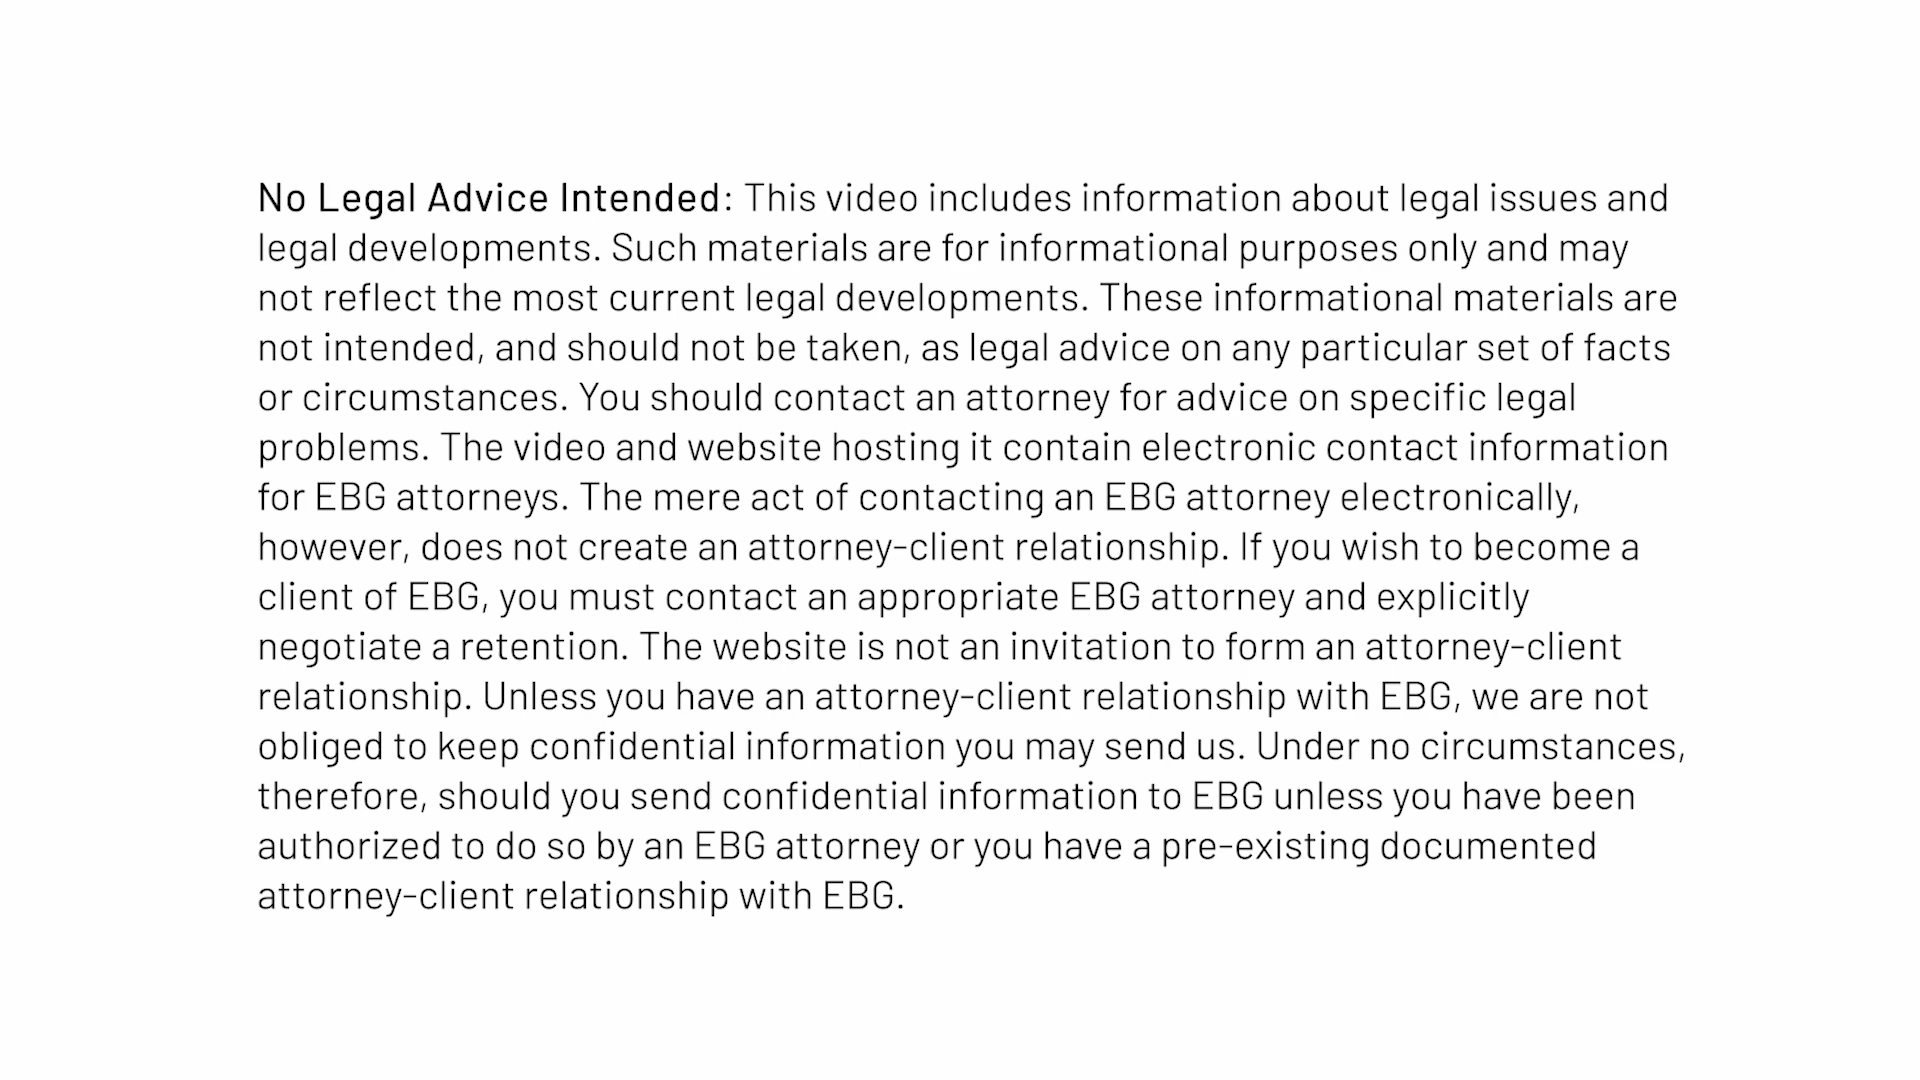 No Legal Advice Intended: This video includes information about legal issues and
legal developments. Such materials are for informational purposes only and may
not reflect the most current legal developments. These informational materials are
not intended, and should not be taken, as legal advice on any particular set of facts
or circumstances. You should contact an attorney for advice on specific legal
problems. The video and website hosting it contain electronic contact information
for EBG attorneys. The mere act of contacting an EBG attorney electronically,
however, does not create an attorney-client relationship. If you wish to become a
client of EBG, you must contact an appropriate EBG attorney and explicitly
negotiate a retention. The website is not an invitation to form an attorney-client
relationship. Unless you have an attorney-client relationship with EBG, we are not
obliged to keep confidential information you may send us. Under no circumstances,
therefore, should you send confidential information to EBG unless you have been
authorized to do so by an EBG attorney or you have a pre-existing documented
attorney-client relationship with EBG.